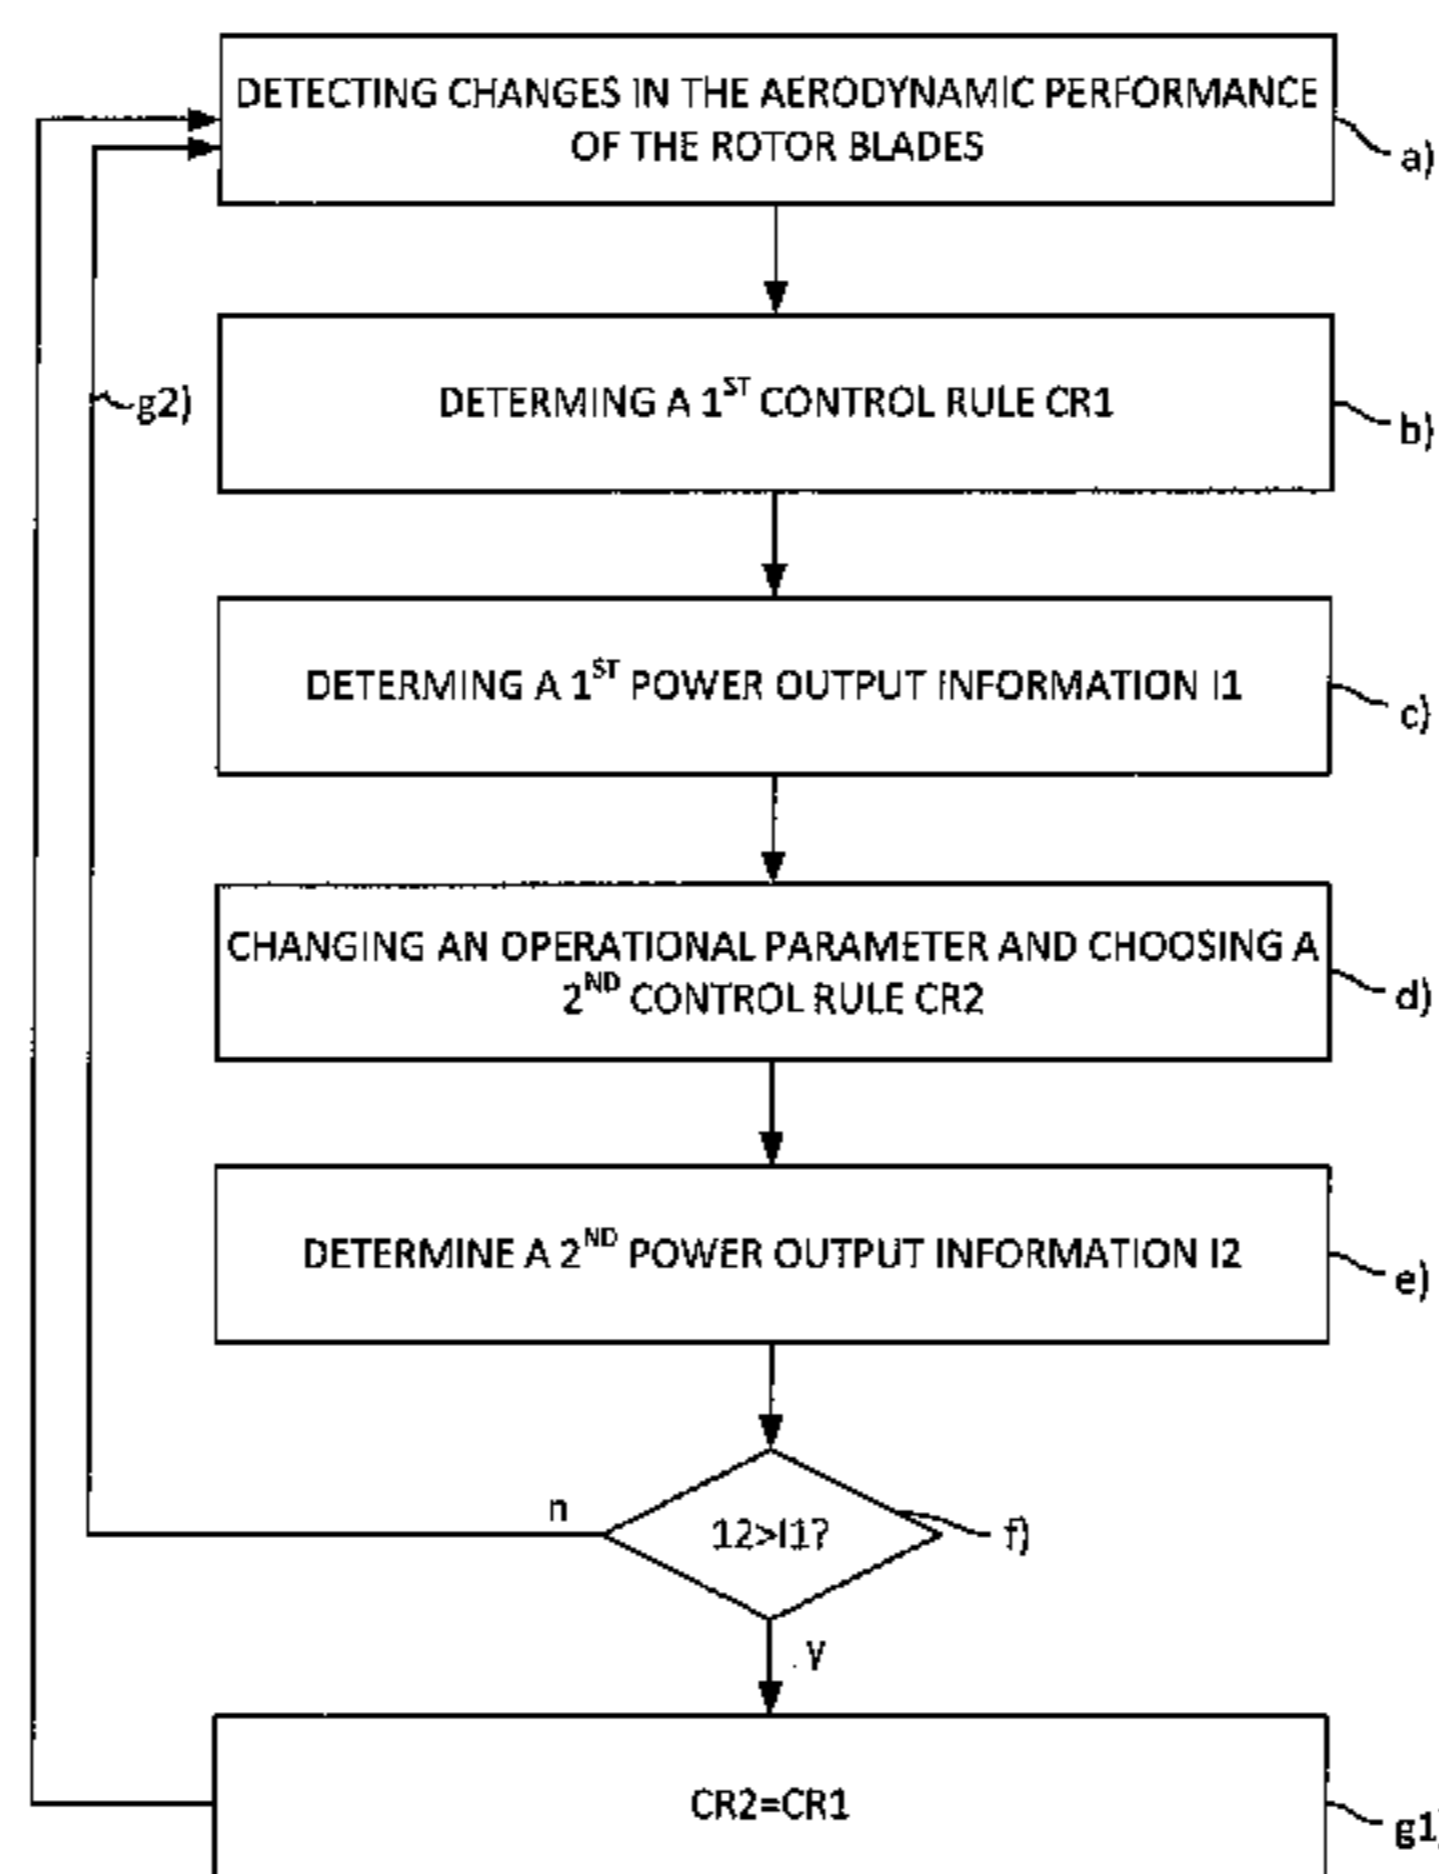 DETECTING CHANGES IN THE AERODYNAMIC PERFORMANCE
OF THE ROTOR BLADES
a)
DETERMING A 1ST CONTROL RULE CR1
g2)
b)
DETERMING A 1ST POWER OUTPUT INFORMATION I1
c)
CHANGING AN OPERATIONAL PARAMETER AND CHOOSING A
2ND CONTROL RULE CR2
d)
DETERMINE A 2ND POWER OUTPUT INFORMATION I2
e)
n
12>I1?
f)
y
CR2=CR1
g1)